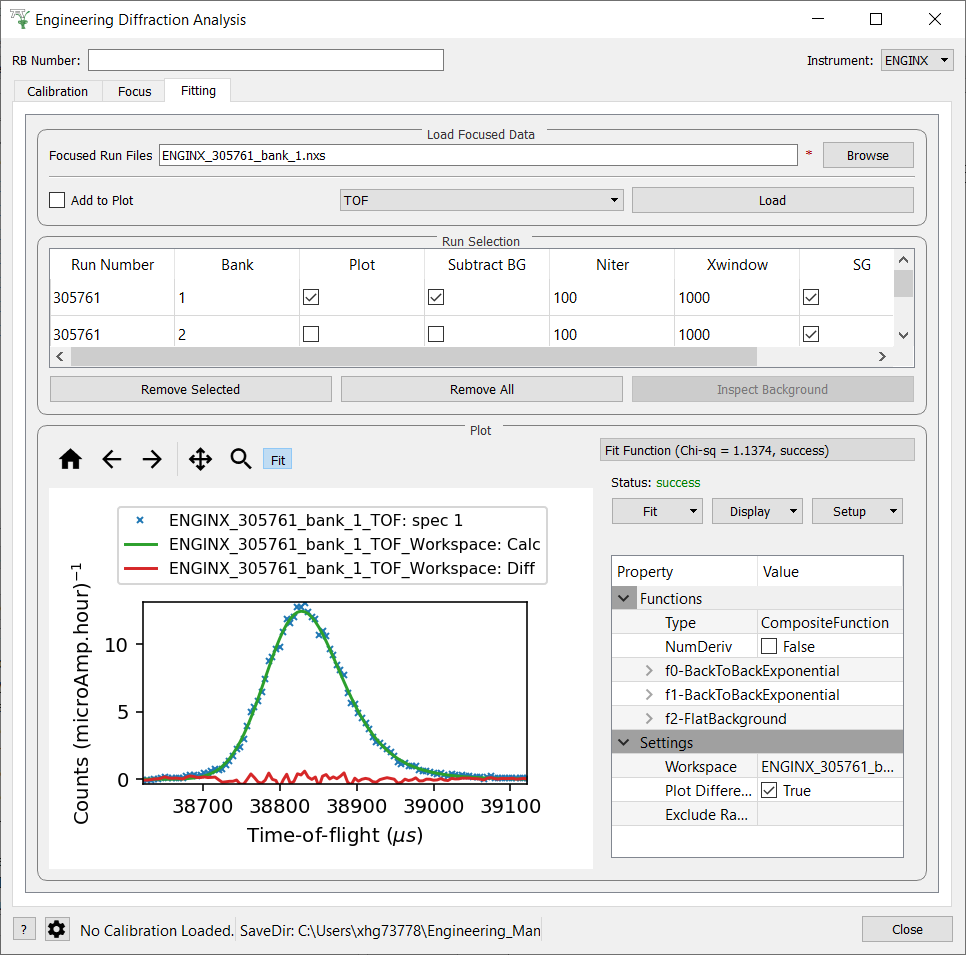 Engineering Diffraction Analysis
RB Number:
Instrument: ENGINX
Calibration Focus Fitting
Load Focused Data
Focused Run Files ENGINX_305761_bank_1.nxs * Browse
Add to Plot TOF Load
Run Selection
Run Number Bank Plot Subtract BG Niter Xwindow SG
305761 1 100 1000
305761 2 100 1000
Remove Selected Remove All Inspect Background
Plot
Fit
ENGINX_305761_bank_1_TOF: spec 1
ENGINX_305761_bank_1_TOF_Workspace: Calc
ENGINX_305761_bank_1_TOF_Workspace: Diff
Counts (microAmp.hour)⁻¹
10
5
0
38700 38800 38900 39000 39100
Time-of-flight (μs)
Fit Function (Chi-sq = 1.1374, success)
Status: success
Fit Display Setup
Property Value
Functions
Type CompositeFunction
NumDeriv False
f0-BackToBackExponential
f1-BackToBackExponential
f2-FlatBackground
Settings
Workspace ENGINX_305761_b...
Plot Differe... True
Exclude Ra...
? No Calibration Loaded. SaveDir: C:\Users\xhg73778\Engineering_Man
Close